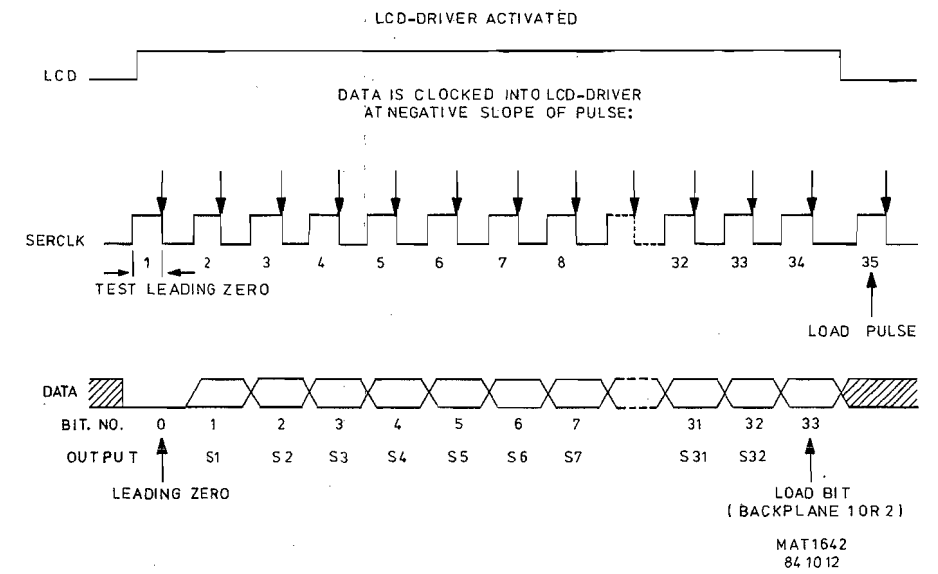 LCD-DRIVER ACTIVATED
LCD
DATA IS CLOCKED INTO LCD-DRIVER
AT NEGATIVE SLOPE OF PULSE:
SERCLK
1 2 3 4 5 6 7 8 32 33 34 35
TEST LEADING ZERO
LOAD PULSE
DATA
BIT. NO. 0 1 2 3 4 5 6 7 31 32 33
OUTPUT S1 S2 S3 S4 S5 S6 S7 S31 S32
LEADING ZERO
LOAD BIT
(BACKPLANE 1 OR 2)
MAT1642
841012